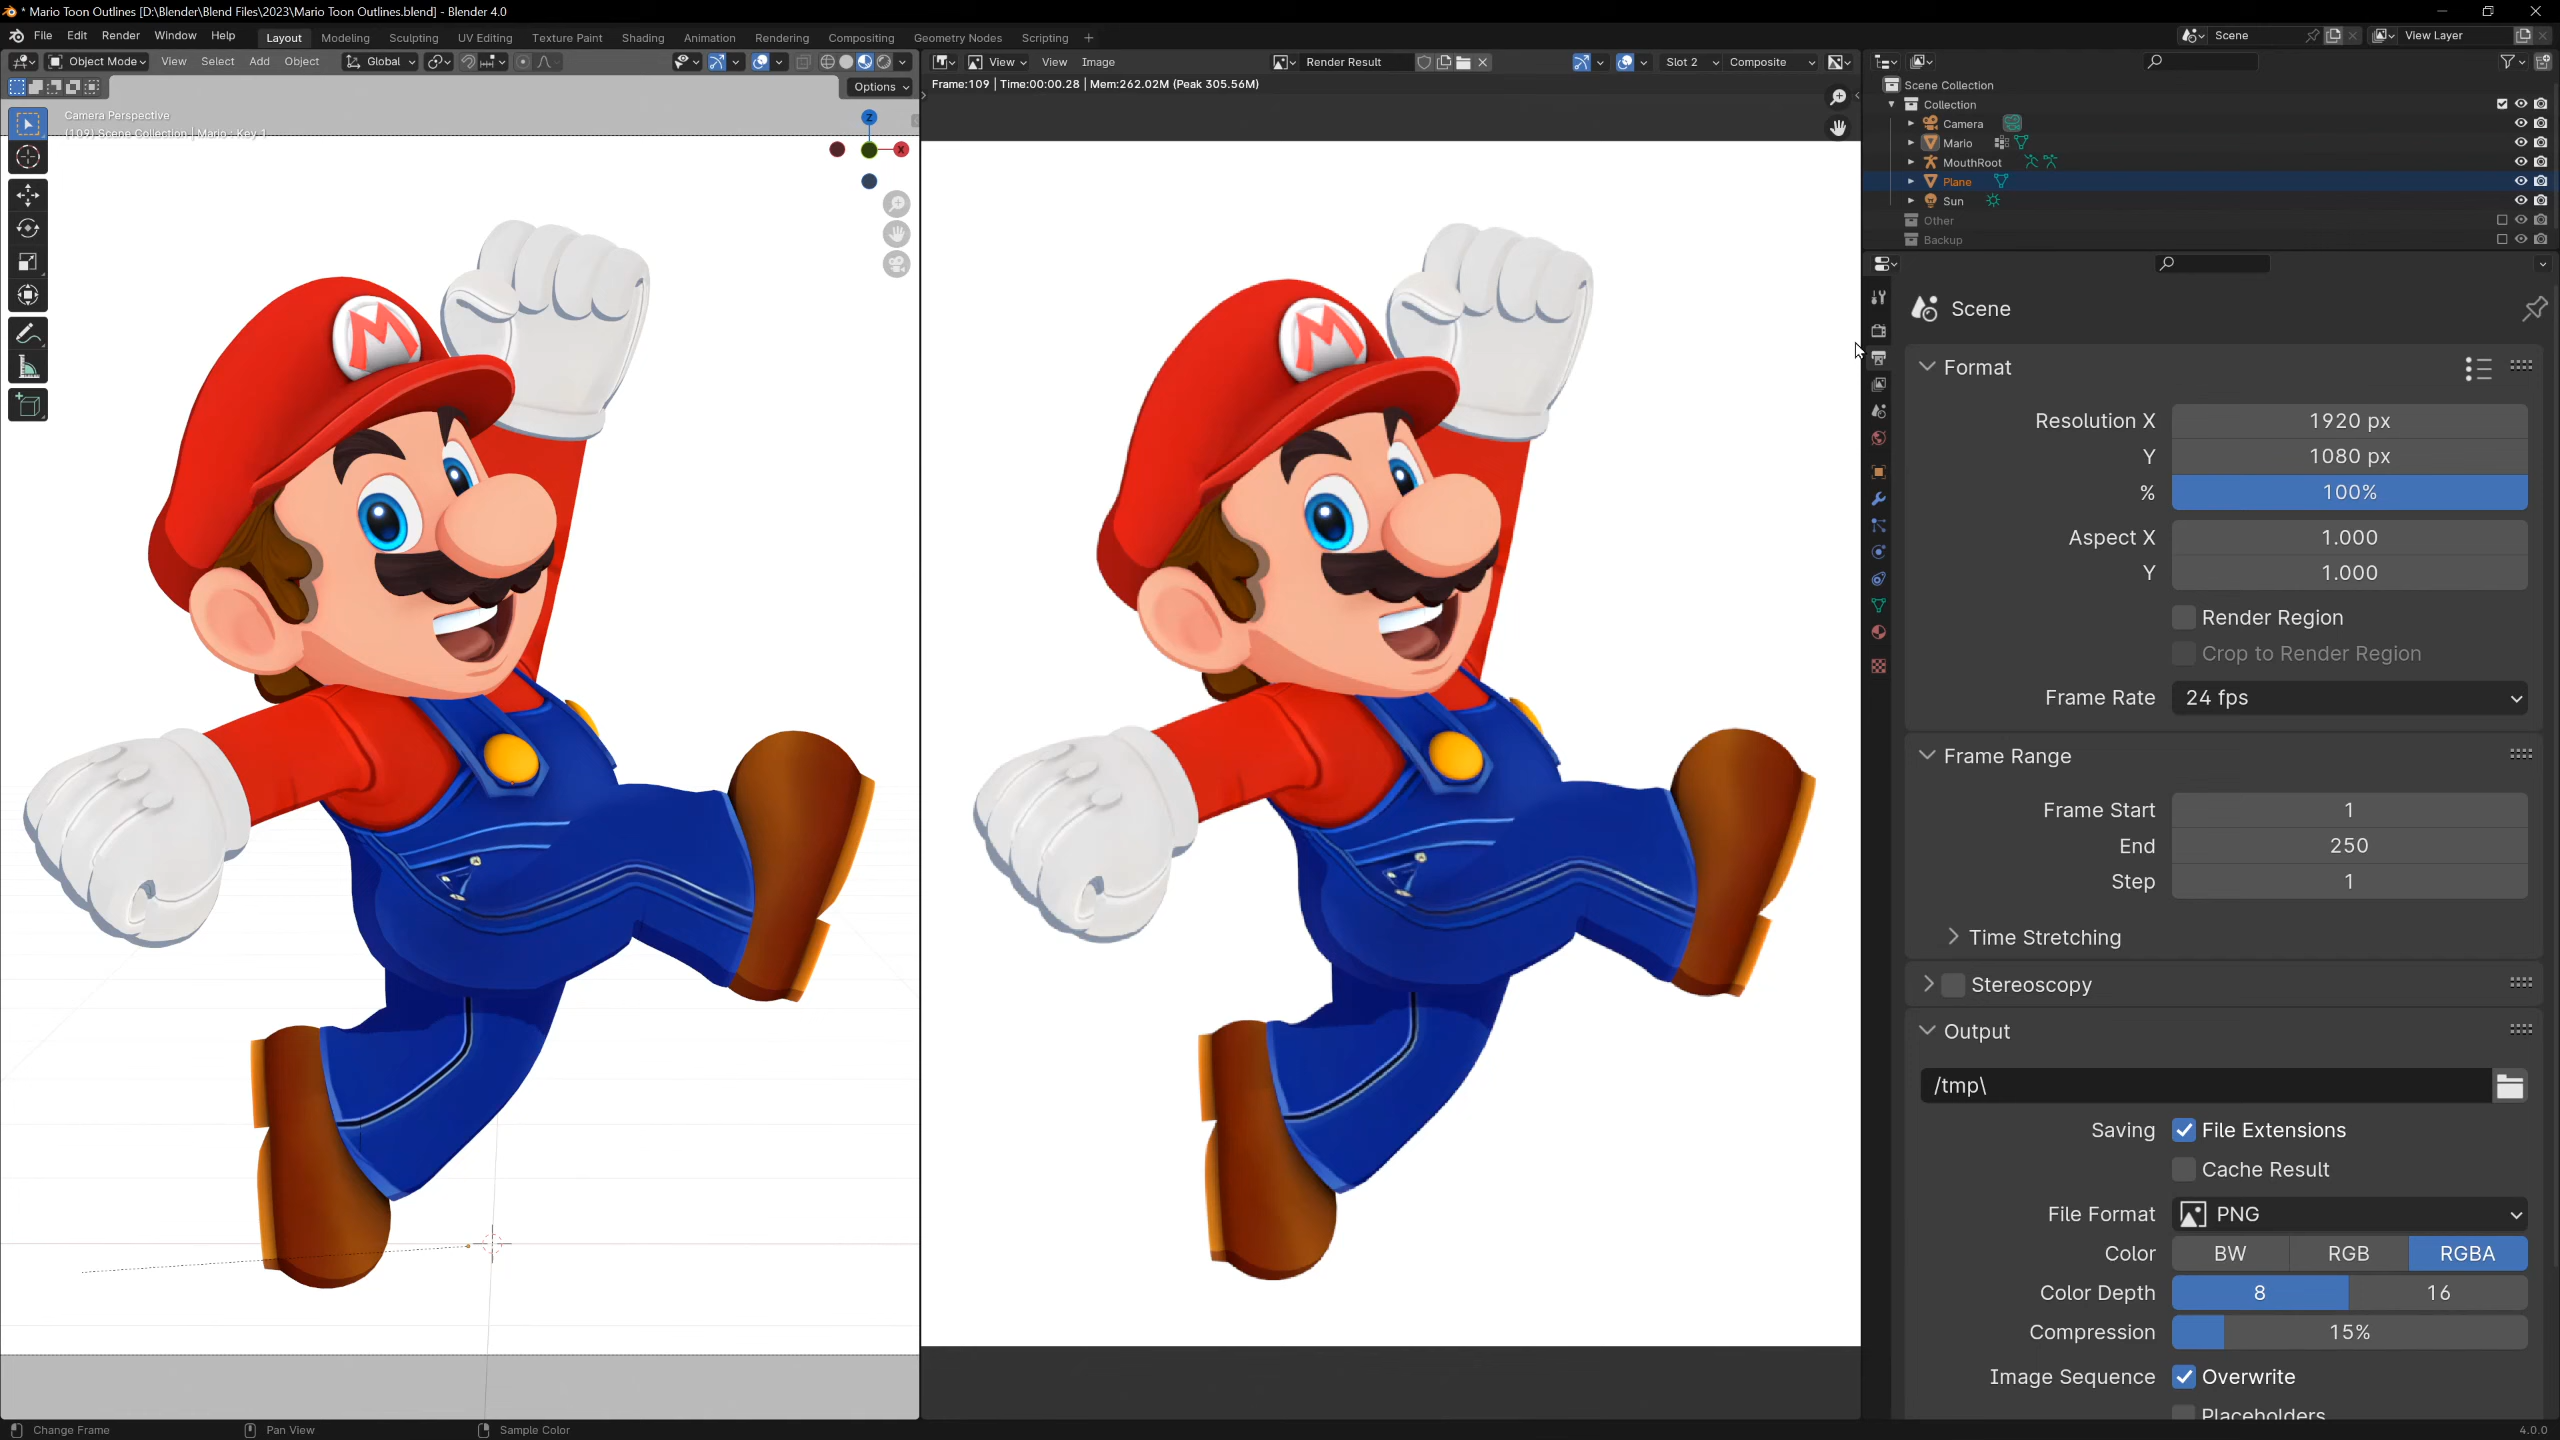 * Mario Toon Outlines [D:\Blender\Blend Files\2023\Mario Toon Outlines.blend] - Blender 4.0
File Edit Render Window Help Layout Modeling Sculpting UV Editing Texture Paint Shading Animation Rendering Compositing Geometry Nodes Scripting + Scene View Layer
Object Mode View Select Add Object Global View View Image Render Result Slot 2 Composite
Options
Frame:109 | Time:00:00.28 | Mem:262.02M (Peak 305.56M)
Camera Perspective
(109) Scene Collection | Mario : Key 1
Z
X
M
M
Scene Collection
Collection
Camera
Mario
MouthRoot
Plane
Sun
Other
Backup
Scene
Format
Resolution X 1920 px
Y 1080 px
% 100%
Aspect X 1.000
Y 1.000
Render Region
Crop to Render Region
Frame Rate 24 fps
Frame Range
Frame Start 1
End 250
Step 1
Time Stretching
Stereoscopy
Output
/tmp\
Saving File Extensions
Cache Result
File Format PNG
Color BW RGB RGBA
Color Depth 8 16
Compression 15%
Image Sequence Overwrite
Placeholders
Change Frame Pan View Sample Color 4.0.0